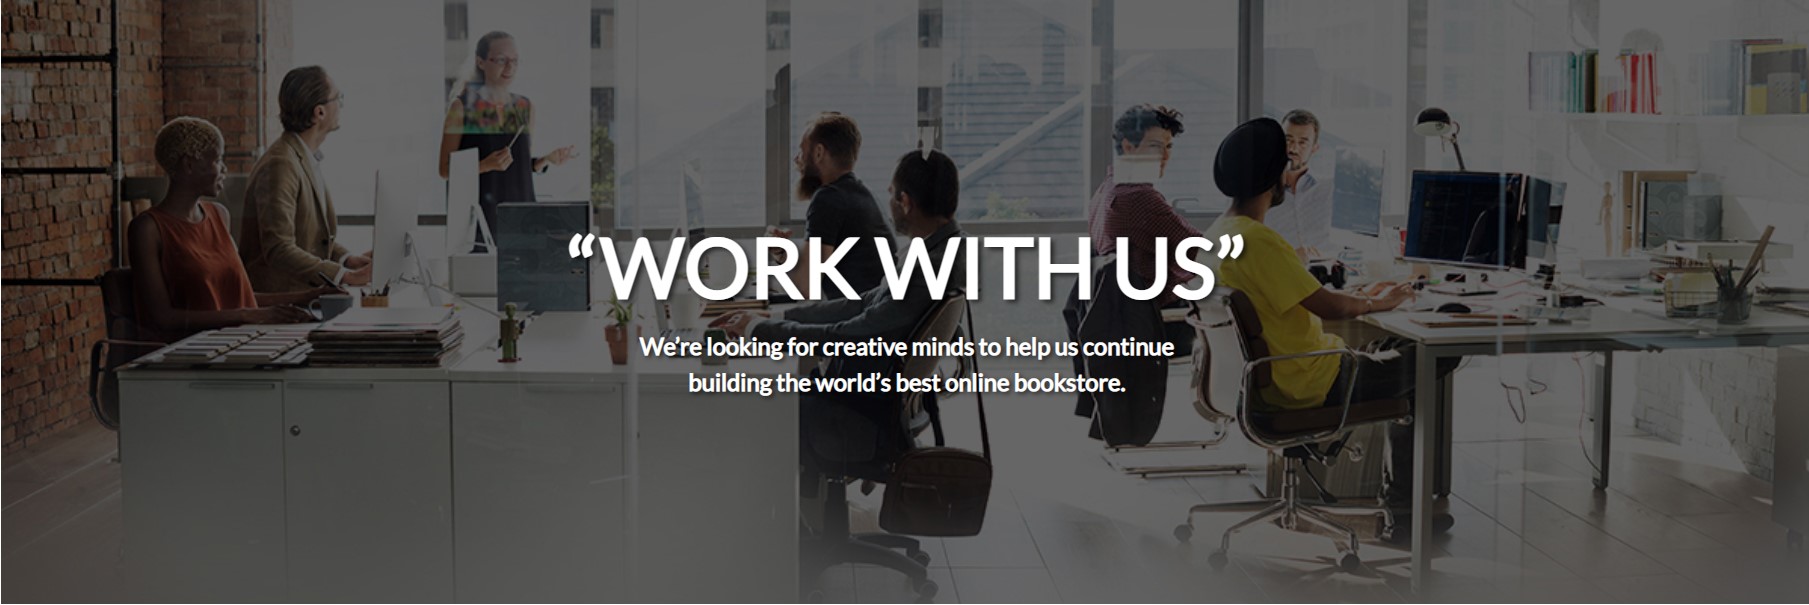 “WORK WITH US”
We’re looking for creative minds to help us continue
building the world’s best online bookstore.